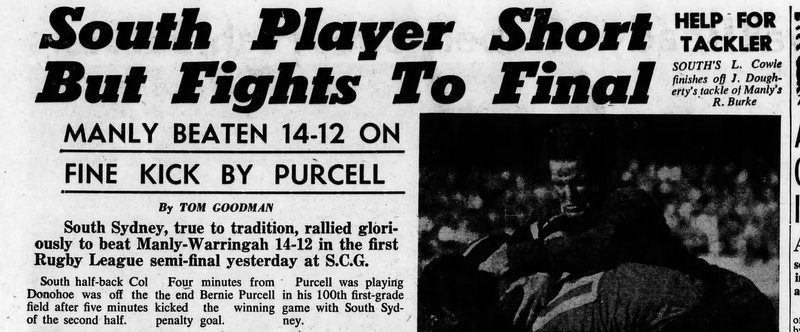 South Player Short
But Fights To Final
HELP FOR
TACKLER
SOUTH'S L. Cowie
finishes off J. Dough-
erty's tackle of Manly's
R. Burke
MANLY BEATEN 14-12 ON
FINE KICK BY PURCELL
By TOM GOODMAN
South Sydney, true to tradition, rallied glori-
ously to beat Manly-Warringah 14-12 in the first
Rugby League semi-final yesterday at S.C.G.
South half-back Col
Donohoe was off the
field after five minutes
of the second half.
Four minutes from
the end Bernie Purcell
kicked the winning
penalty goal.
Purcell was playing
in his 100th first-grade
game with South Syd-
ney.